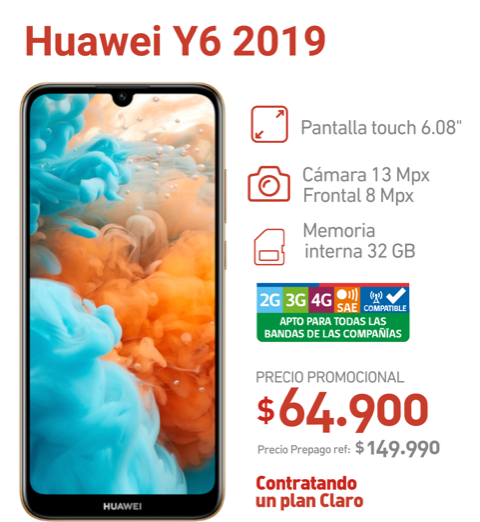 Huawei Y6 2019
Pantalla touch 6.08"
Cámara 13 Mpx
Frontal 8 Mpx
Memoria
interna 32 GB
2G 3G 4G SAE COMPATIBLE
APTO PARA TODAS LAS
BANDAS DE LAS COMPAÑÍAS
PRECIO PROMOCIONAL
$64.900
Precio Prepago ref: $149.990
Contratando
un plan Claro
HUAWEI